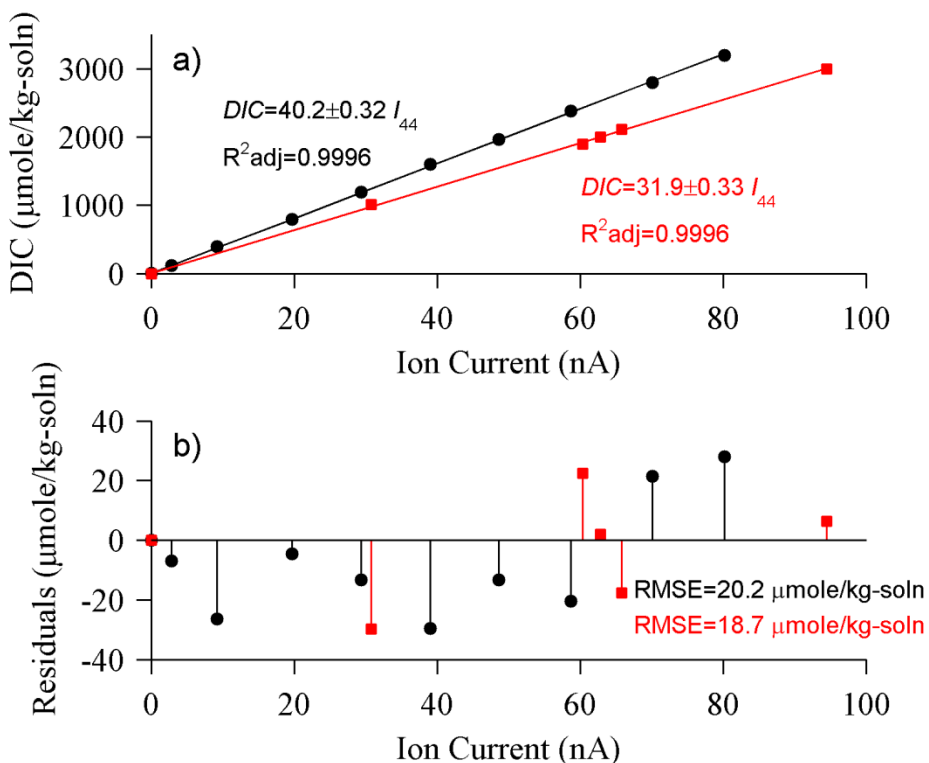 a)
3000
2000
1000
0
DIC (μmole/kg-soln)
DIC=40.2±0.32 I₄₄
R²adj=0.9996
DIC=31.9±0.33 I₄₄
R²adj=0.9996
0 20 40 60 80 100
Ion Current (nA)
b)
40
20
0
-20
-40
Residuals (μmole/kg-soln)
RMSE=20.2 μmole/kg-soln
RMSE=18.7 μmole/kg-soln
0 20 40 60 80 100
Ion Current (nA)